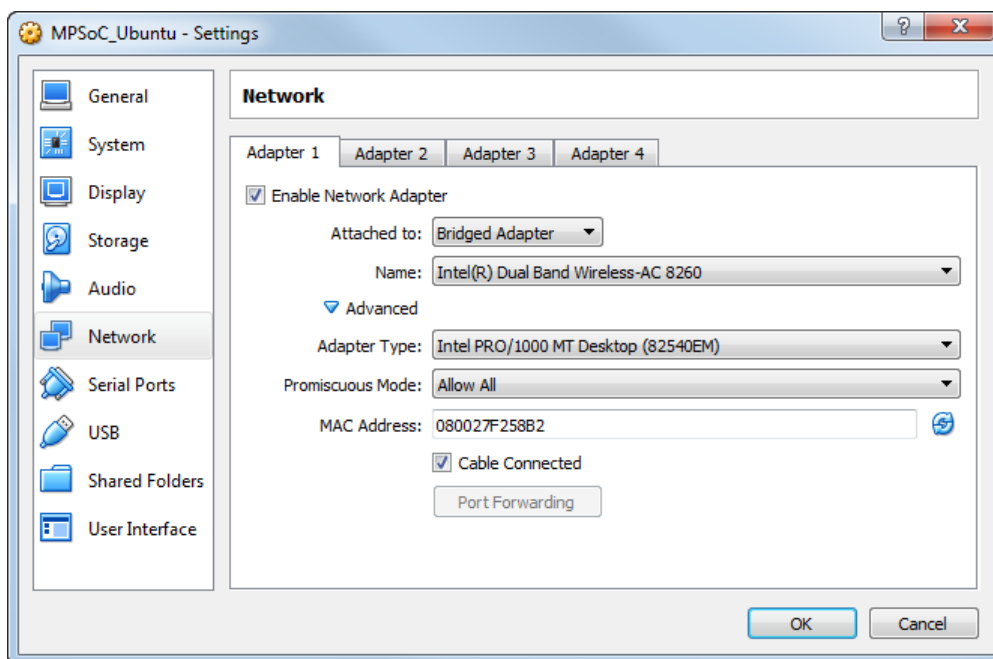 MPSoC_Ubuntu - Settings
?
X
General
System
Display
Storage
Audio
Network
Serial Ports
USB
Shared Folders
User Interface
Network
Adapter 1 Adapter 2 Adapter 3 Adapter 4
Enable Network Adapter
Attached to: Bridged Adapter
Name: Intel(R) Dual Band Wireless-AC 8260
Advanced
Adapter Type: Intel PRO/1000 MT Desktop (82540EM)
Promiscuous Mode: Allow All
MAC Address: 080027F258B2
Cable Connected
Port Forwarding
OK Cancel